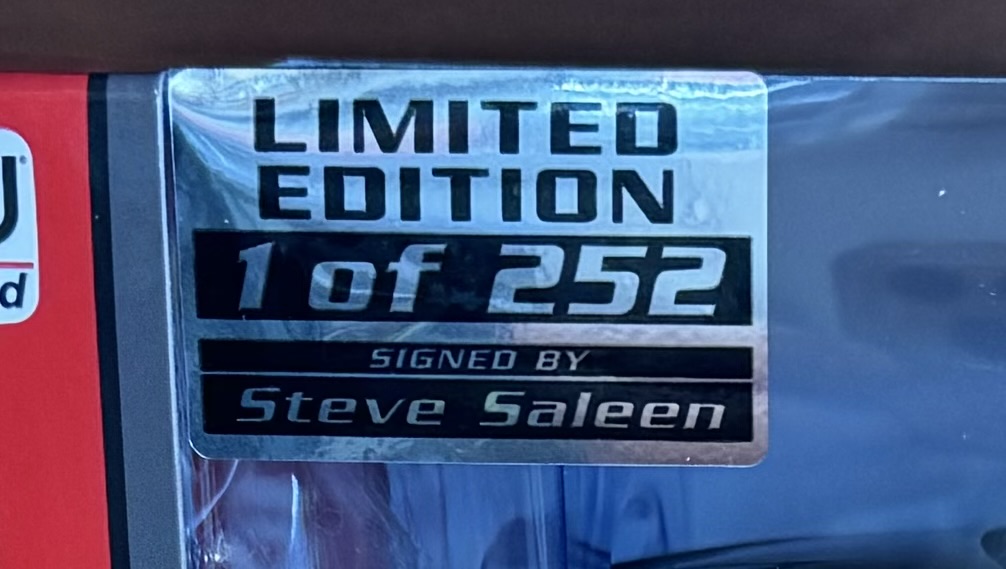 LIMITED
EDITION
1 of 252
SIGNED BY
Steve Saleen